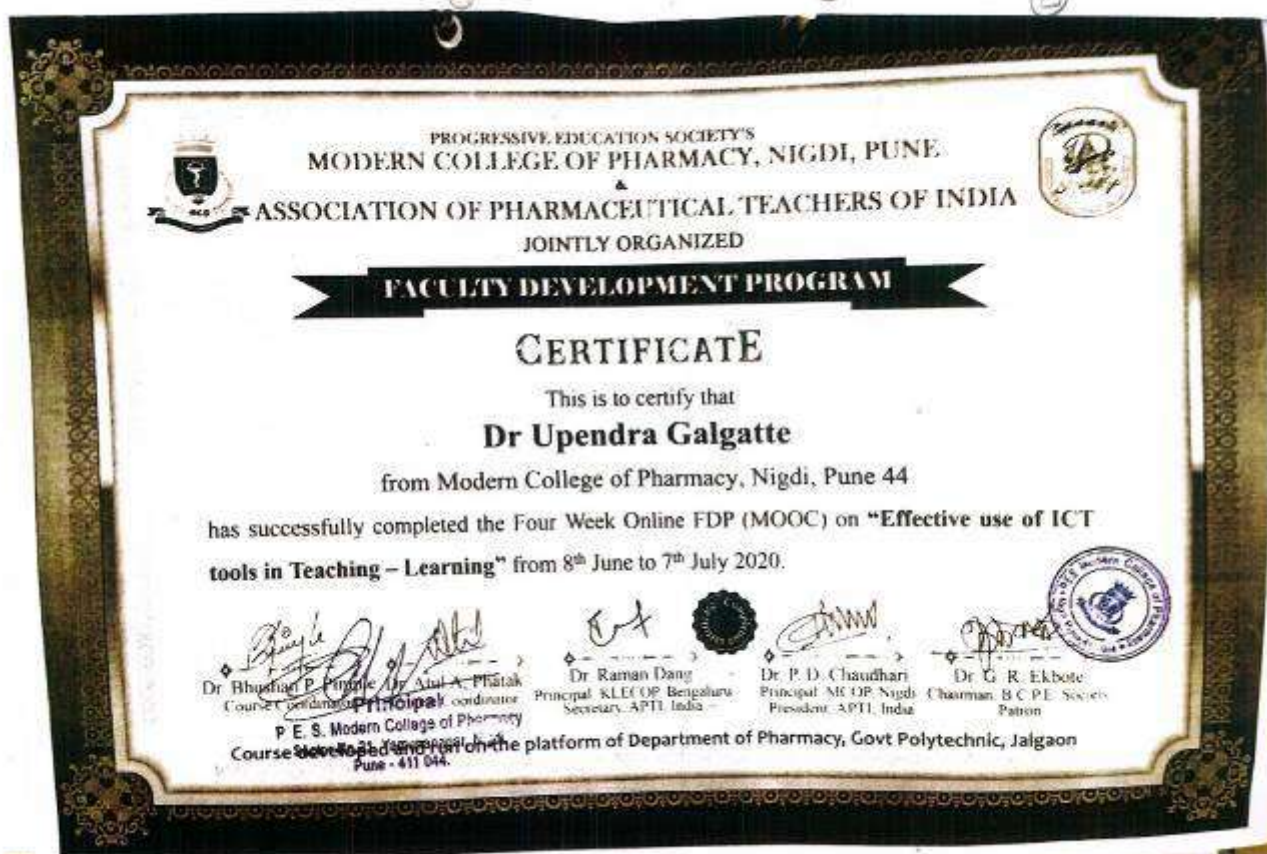 PROGRESSIVE EDUCATION SOCIETY'S
MODERN COLLEGE OF PHARMACY, NIGDI, PUNE
&
ASSOCIATION OF PHARMACEUTICAL TEACHERS OF INDIA
JOINTLY ORGANIZED
FACULTY DEVELOPMENT PROGRAM
CERTIFICATE
This is to certify that
Dr Upendra Galgatte
from Modern College of Pharmacy, Nigdi, Pune 44
has successfully completed the Four Week Online FDP (MOOC) on "Effective use of ICT
tools in Teaching – Learning" from 8th June to 7th July 2020.
Dr Bhushan P. Dr. Atul A. Phatak
Course Coordinator
Dr Raman Dang
Principal KLECOP Bengaluru
Secretary, APTI, India
Dr. P. D. Chaudhari
Principal MCOP Nigdi
President, APTI, India
Dr G R. Ekbote
Chairman B C P E Society
Patron
Principal
P E. S. Modern College of Pharmacy
Pune - 411 044.
Course developed and run on the platform of Department of Pharmacy, Govt Polytechnic, Jalgaon